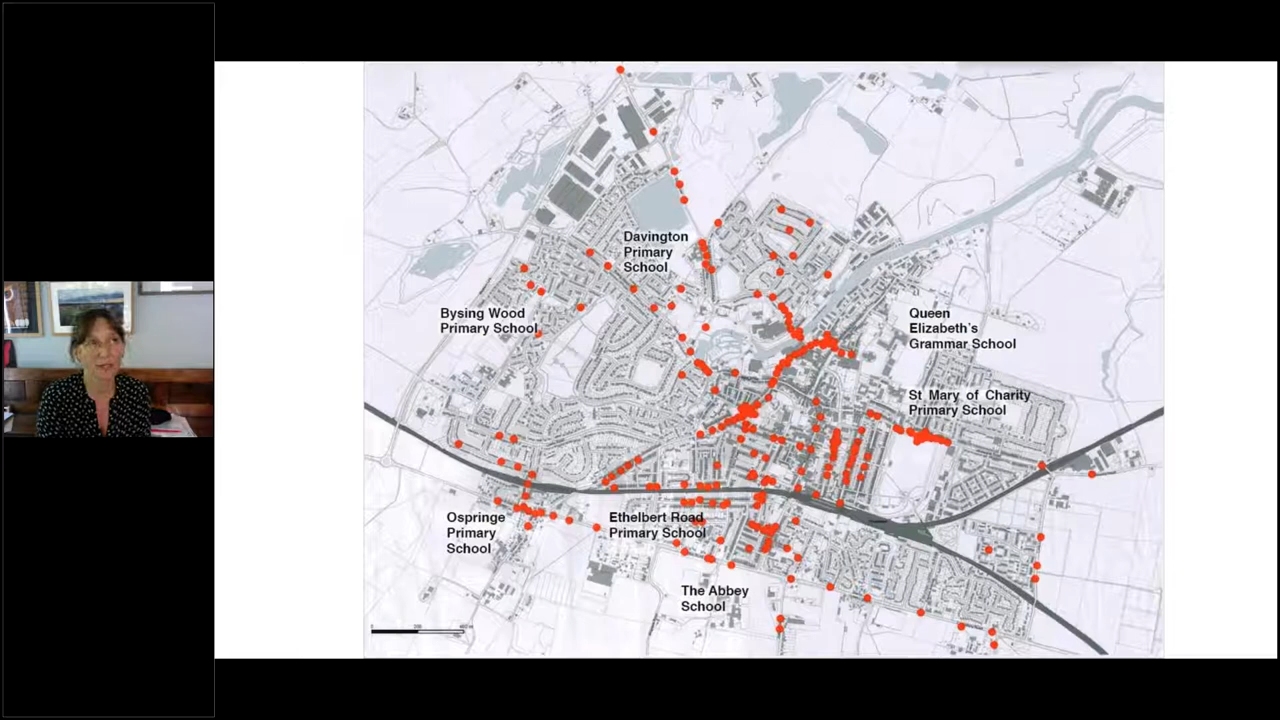 Davington
Primary
School
Bysing Wood
Primary School
Queen
Elizabeth's
Grammar School
St Mary of Charity
Primary School
Ospringe
Primary
School
Ethelbert Road
Primary School
The Abbey
School